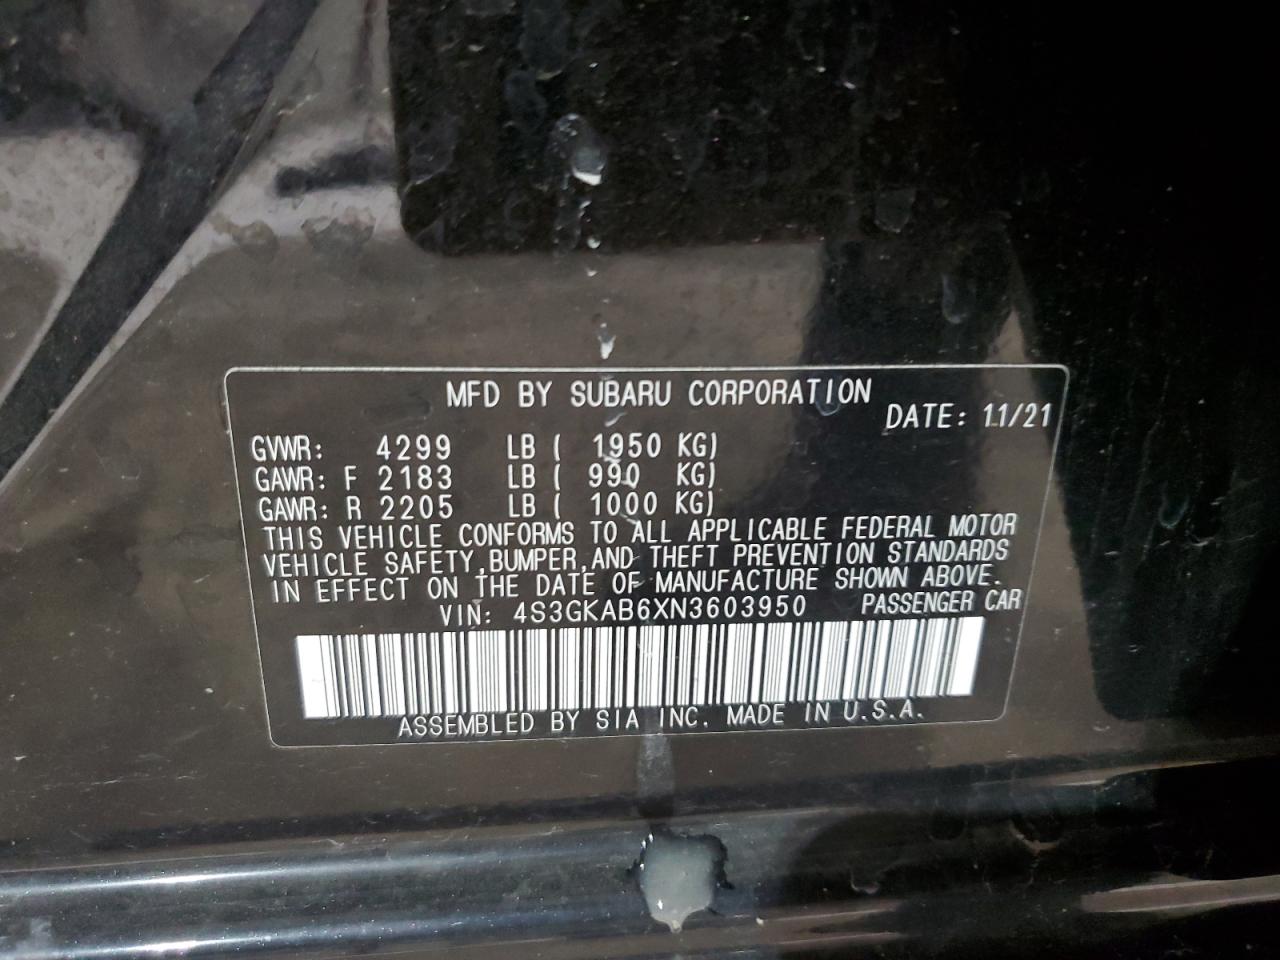 MFD BY SUBARU CORPORATION
DATE: 11/21
GVWR: 4299 LB ( 1950 KG)
GAWR: F 2183 LB ( 990 KG)
GAWR: R 2205 LB ( 1000 KG)
THIS VEHICLE CONFORMS TO ALL APPLICABLE FEDERAL MOTOR
VEHICLE SAFETY, BUMPER, AND THEFT PREVENTION STANDARDS
IN EFFECT ON THE DATE OF MANUFACTURE SHOWN ABOVE.
VIN: 4S3GKAB6XN3603950 PASSENGER CAR
ASSEMBLED BY SIA INC. MADE IN U.S.A.